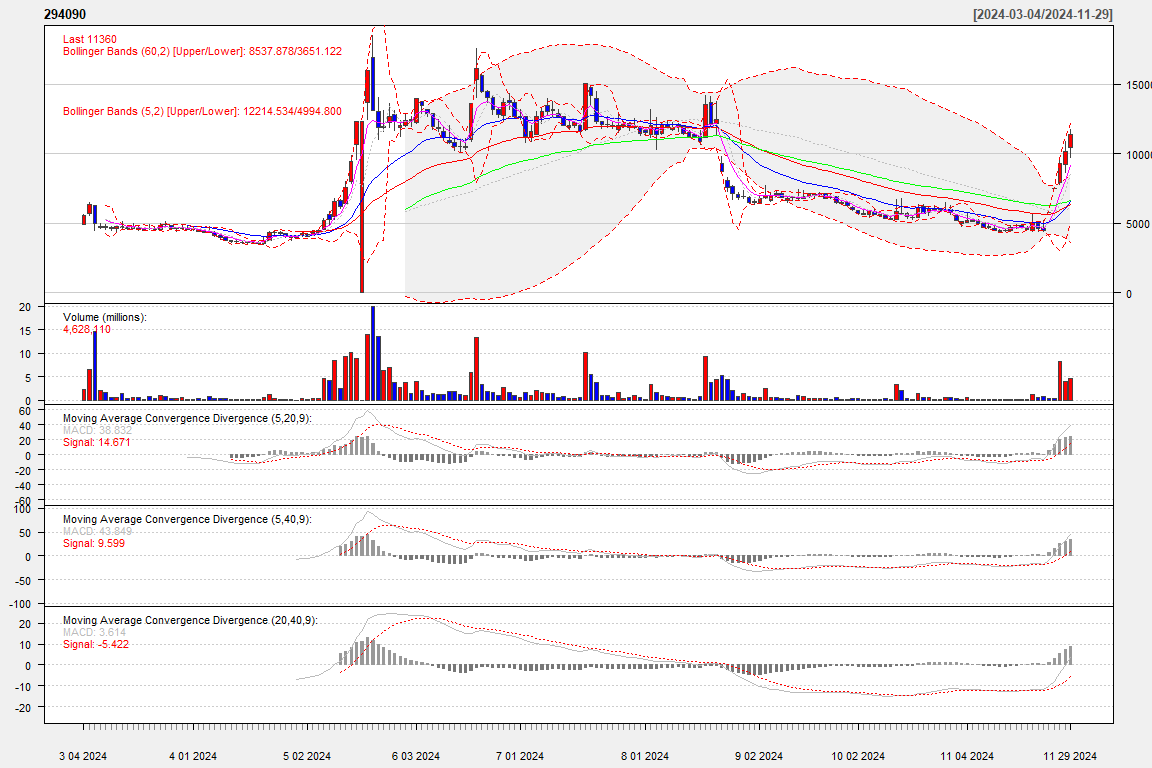 294090 [2024-03-04/2024-11-29]
Last 11360
Bollinger Bands (60,2) [Upper/Lower]: 8537.878/3651.122
Bollinger Bands (5,2) [Upper/Lower]: 12214.534/4994.800
15000
10000
5000
0
Volume (millions):
4,628,110
20
15
10
5
0
Moving Average Convergence Divergence (5,20,9):
MACD: 38.832
Signal: 14.671
60
40
20
0
-20
-40
-60
Moving Average Convergence Divergence (5,40,9):
MACD: 43.849
Signal: 9.599
100
50
0
-50
-100
Moving Average Convergence Divergence (20,40,9):
MACD: 3.614
Signal: -5.422
20
10
0
-10
-20
3 04 2024 4 01 2024 5 02 2024 6 03 2024 7 01 2024 8 01 2024 9 02 2024 10 02 2024 11 04 2024 11 29 2024